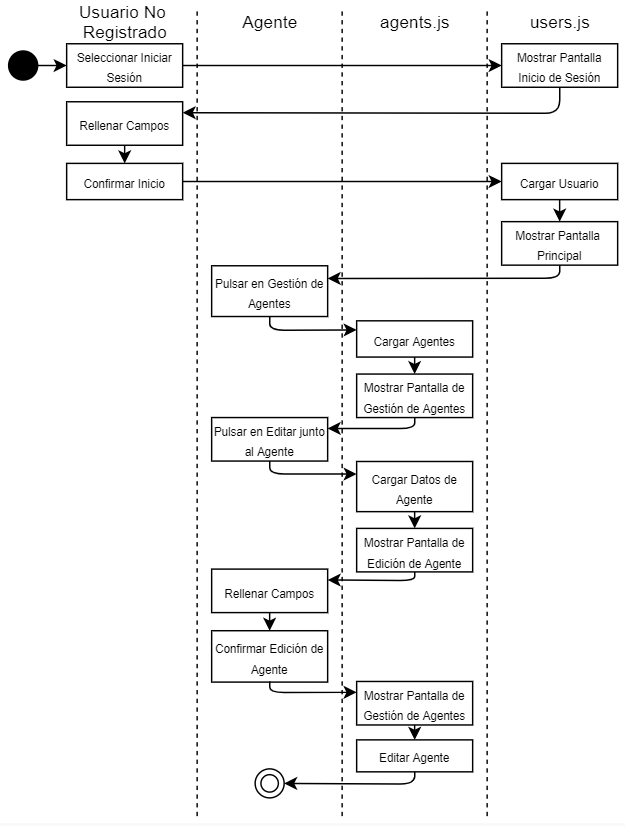 Usuario No
Registrado
Agente
agents.js
users.js
Seleccionar Iniciar
Sesión
Mostrar Pantalla
Inicio de Sesión
Rellenar Campos
Confirmar Inicio
Cargar Usuario
Mostrar Pantalla
Principal
Pulsar en Gestión de
Agentes
Cargar Agentes
Mostrar Pantalla de
Gestión de Agentes
Pulsar en Editar junto
al Agente
Cargar Datos de
Agente
Mostrar Pantalla de
Edición de Agente
Rellenar Campos
Confirmar Edición de
Agente
Mostrar Pantalla de
Gestión de Agentes
Editar Agente